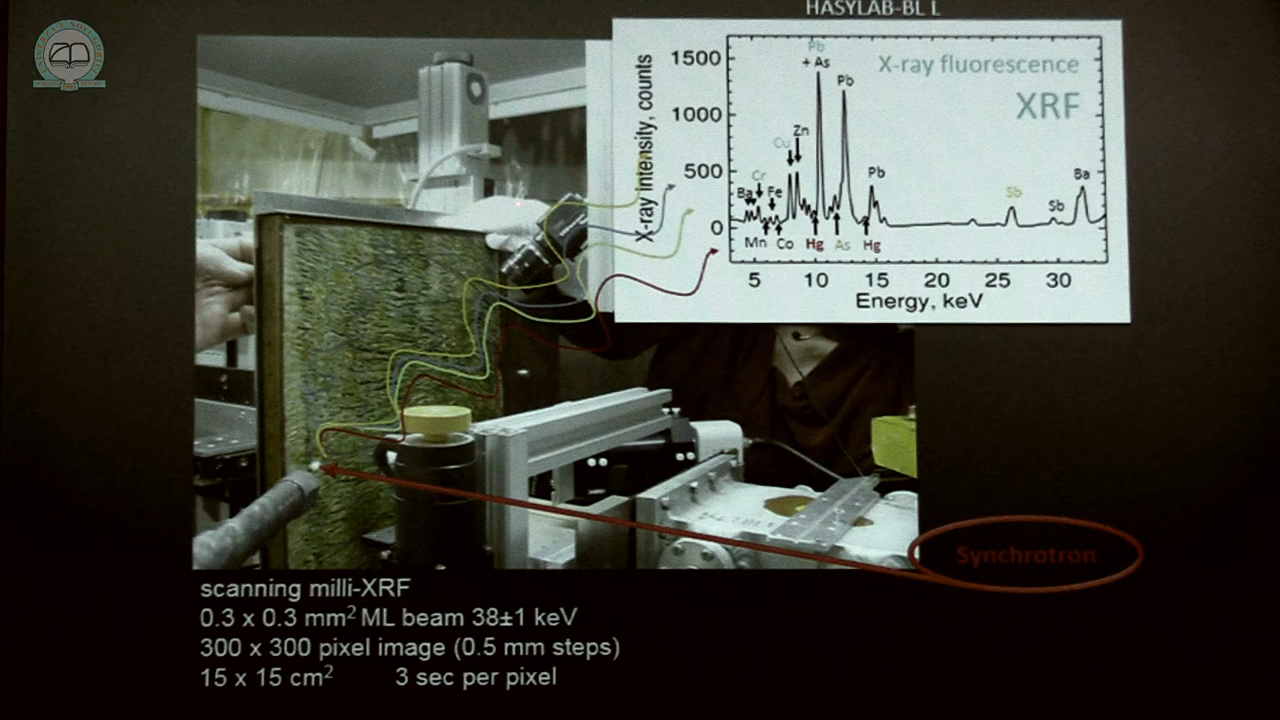 HASYLAB-BL L
X-ray fluorescence
XRF
X-ray intensity, counts
1500
1000
500
0
Pb
+ As
Pb
Cu
Zn
Cr
Ba
Fe
Mn
Co
Hg
As
Hg
Pb
Sb
Sb
Ba
5 10 15 20 25 30
Energy, keV
Synchrotron
scanning milli-XRF
0.3 x 0.3 mm² ML beam 38±1 keV
300 x 300 pixel image (0.5 mm steps)
15 x 15 cm² 3 sec per pixel